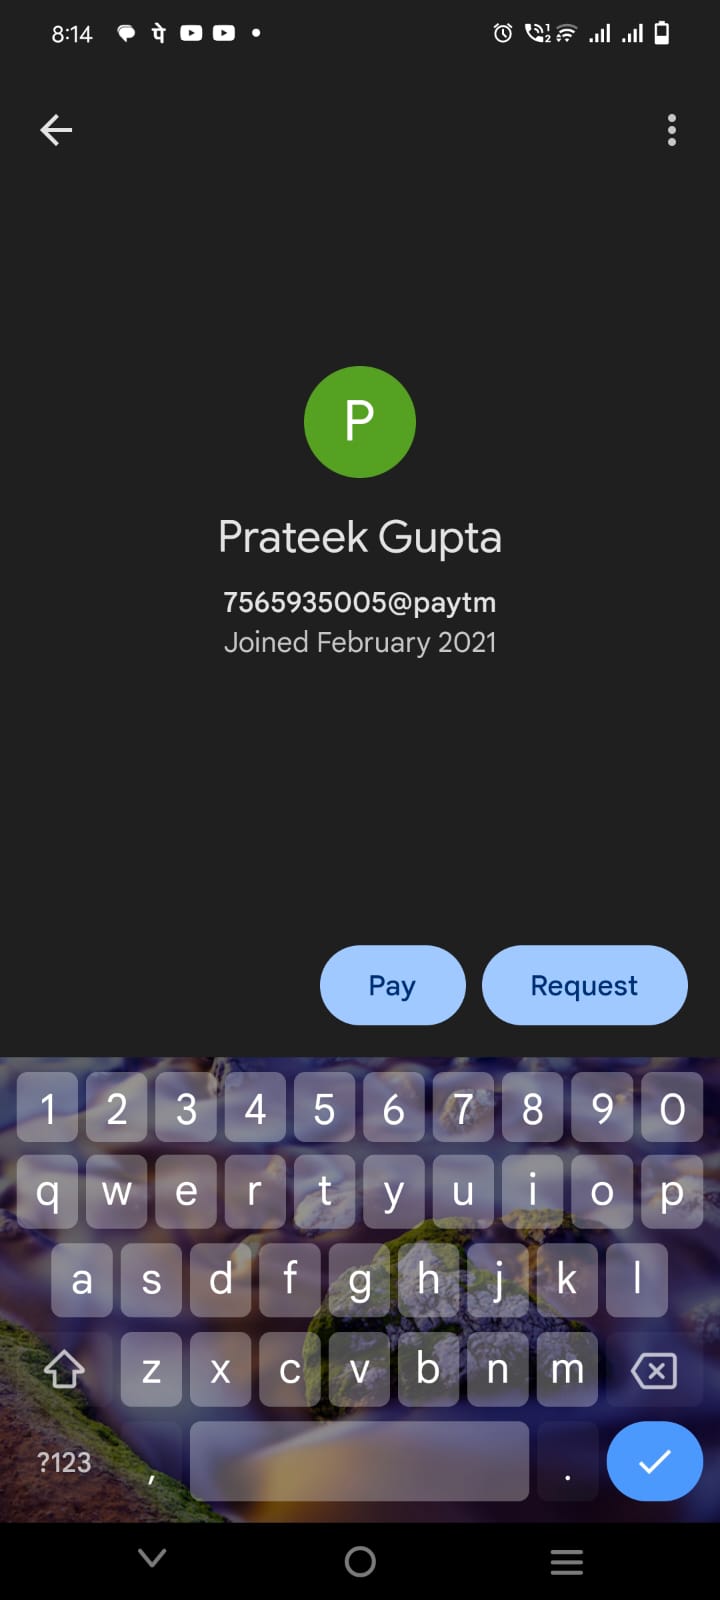 8:14 पे
P
Prateek Gupta
7565935005@paytm
Joined February 2021
Pay Request
1 2 3 4 5 6 7 8 9 0
q w e r t y u i o p
a s d f g h j k l
z x c v b n m
?123 , .